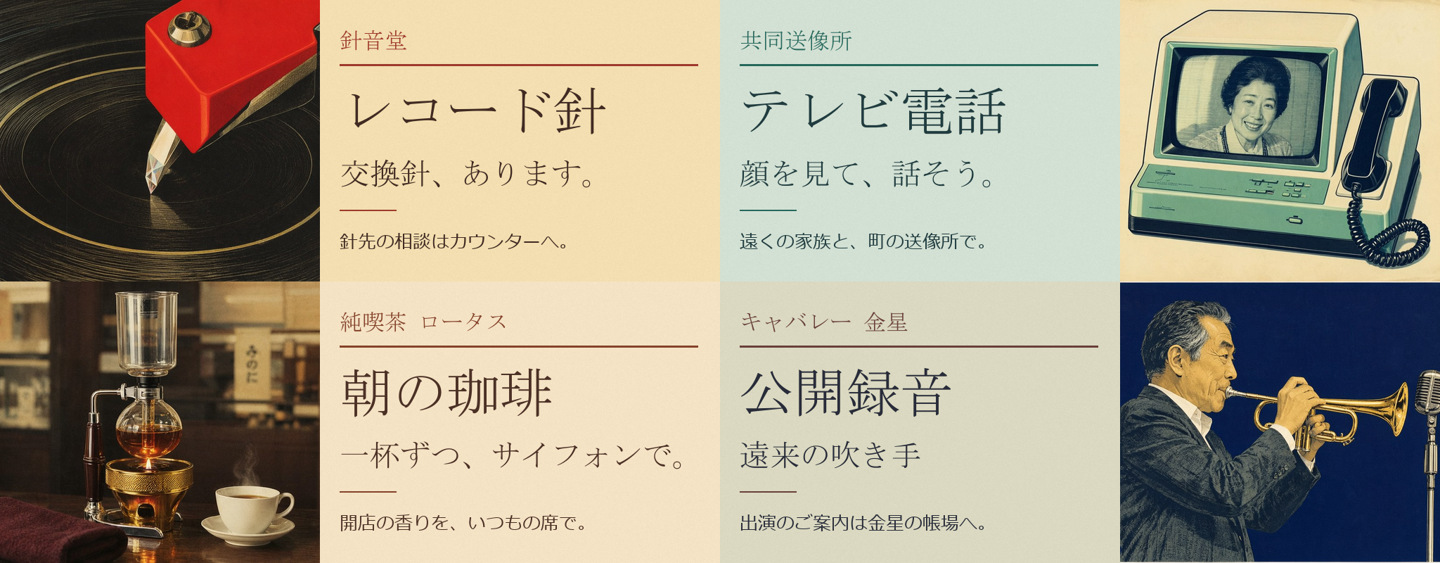 針音堂
レコード針
交換針、あります。
針先の相談はカウンターへ。
共同送像所
テレビ電話
顔を見て、話そう。
遠くの家族と、町の送像所で。
純喫茶 ロータス
朝の珈琲
一杯ずつ、サイフォンで。
開店の香りを、いつもの席で。
キャバレー 金星
公開録音
遠来の吹き手
出演のご案内は金星の帳場へ。